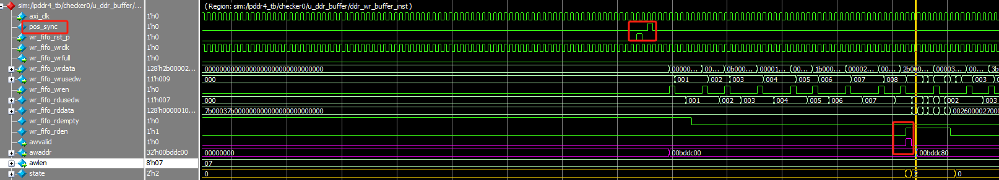 sim:/lpddr4_tb/checker0/u_ddr_buffer/... ( Region: sim:/lpddr4_tb/checker0/u_ddr_buffer/ddr_wr_buffer_inst )
axi_clk 1'h0
pos_sync 1'h0
wr_fifo_rst_p 1'h0
wr_fifo_wrclk 1'h0
wr_fifo_wrfull 1'h0
wr_fifo_wrdata 128'h2b00002... 00000000000000000000000000000000 00000... 00... 0b000... 00001... 00... 1b000... 00002... 00... 2b000... 00003... 00... 3b
wr_fifo_wrusedw 11'h009 000 001 002 003 004 005 006 007 008 003
wr_fifo_wren 1'h0
wr_fifo_rdusedw 11'h007 000 001 002 003 004 005 006 007 002 003
wr_fifo_rddata 128'h0000010... 0026000027000
wr_fifo_rdempty 1'h0
wr_fifo_rden 1'h1
awvalid 1'h0
awaddr 32'h00bddc00 00000000 00bddc00 00bddc80
awlen 8'h07 07
state 2'h2 0 0